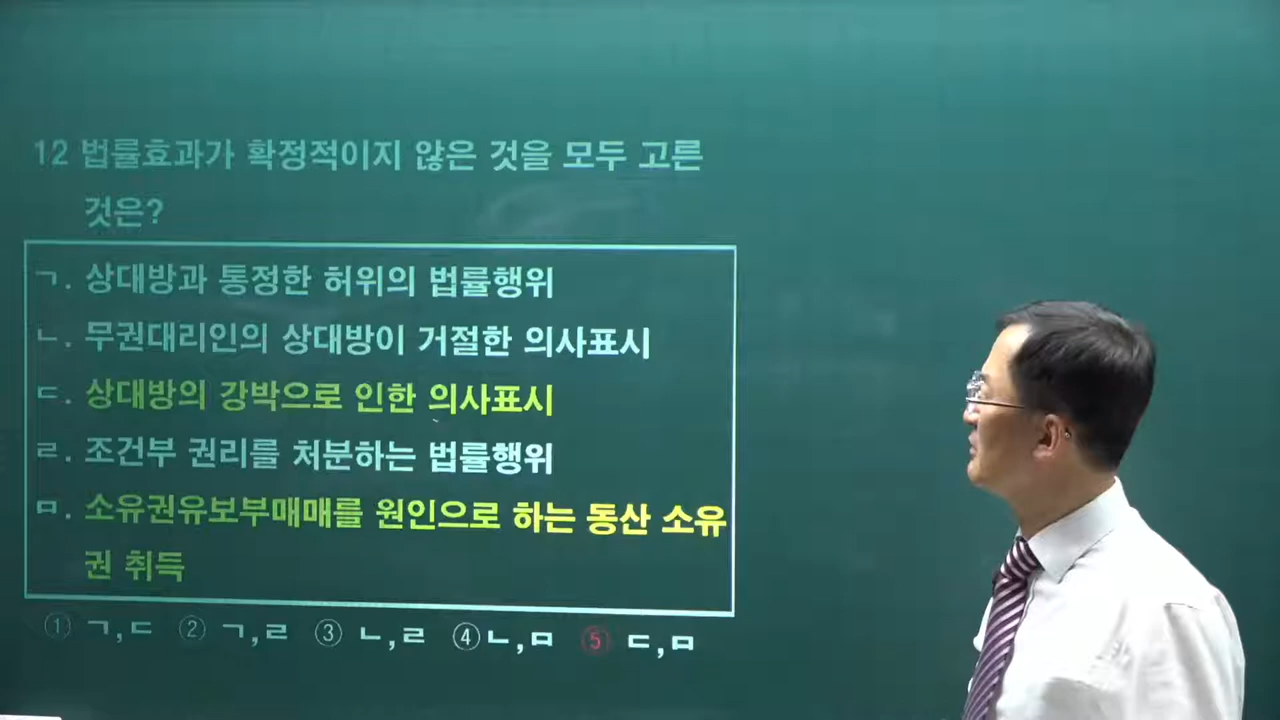 12 법률효과가 확정적이지 않은 것을 모두 고른
것은?
ㄱ. 상대방과 통정한 허위의 법률행위
ㄴ. 무권대리인의 상대방이 거절한 의사표시
ㄷ. 상대방의 강박으로 인한 의사표시
ㄹ. 조건부 권리를 처분하는 법률행위
ㅁ. 소유권유보부매매를 원인으로 하는 동산 소유
권 취득
① ㄱ,ㄷ ② ㄱ,ㄹ ③ ㄴ,ㄹ ④ ㄴ,ㅁ ⑤ ㄷ,ㅁ